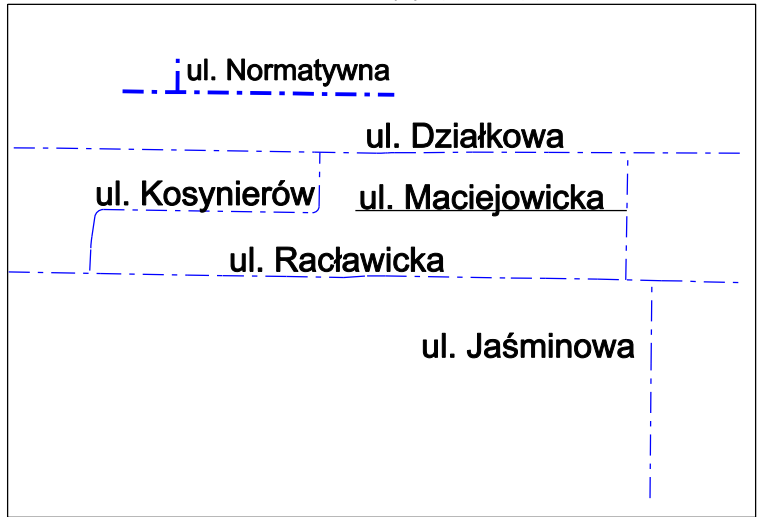 ul. Normatywna
ul. Działkowa
ul. Kosynierów
ul. Maciejowicka
ul. Racławicka
ul. Jaśminowa